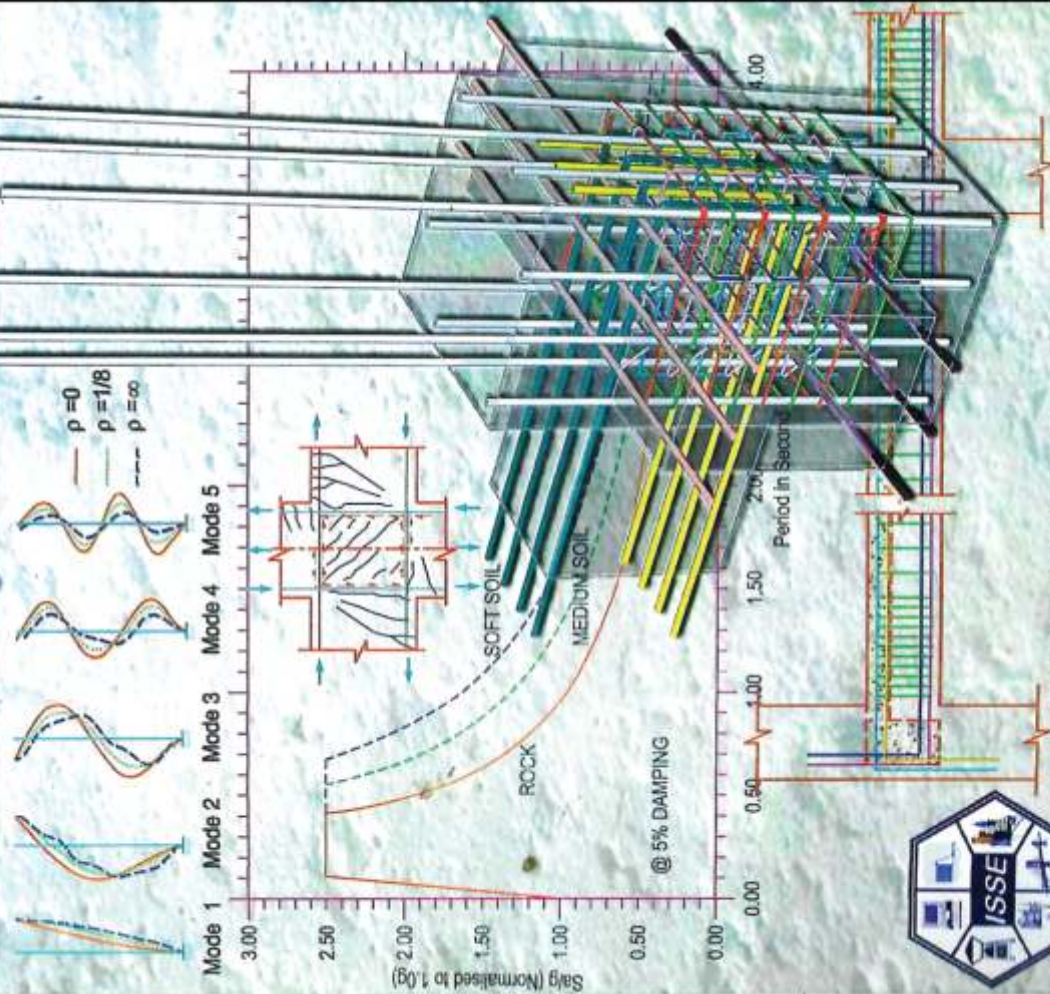 ρ =0
ρ =1/8
ρ =∞
Mode 1
Mode 2
Mode 3
Mode 4
Mode 5
3.00
2.50
2.00
1.50
1.00
0.50
0.00
Sa/g (Normalised to 1.0g)
SOFT SOIL
MEDIUM SOIL
ROCK
@ 5% DAMPING
0.00
0.50
1.00
1.50
4.00
Period in Second
ISSE